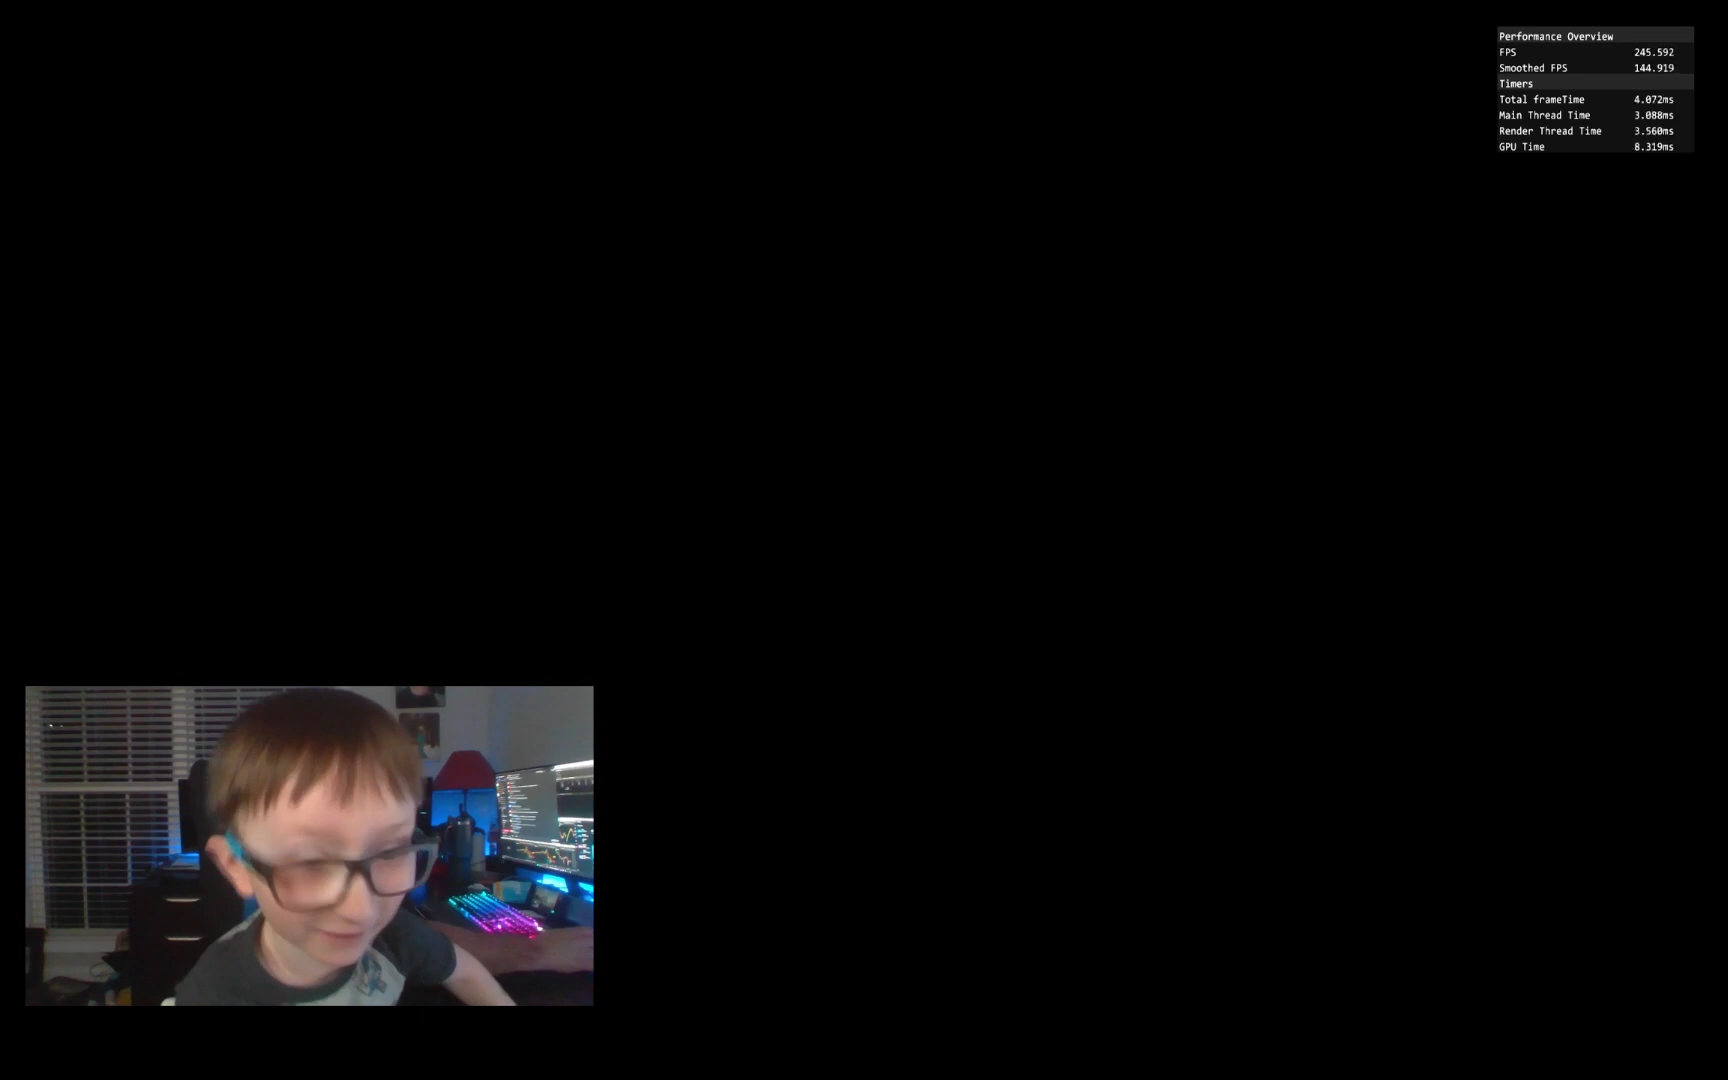 Performance Overview
FPS 245.592
Smoothed FPS 144.919
Timers
Total frameTime 4.072ms
Main Thread Time 3.088ms
Render Thread Time 3.560ms
GPU Time 8.319ms